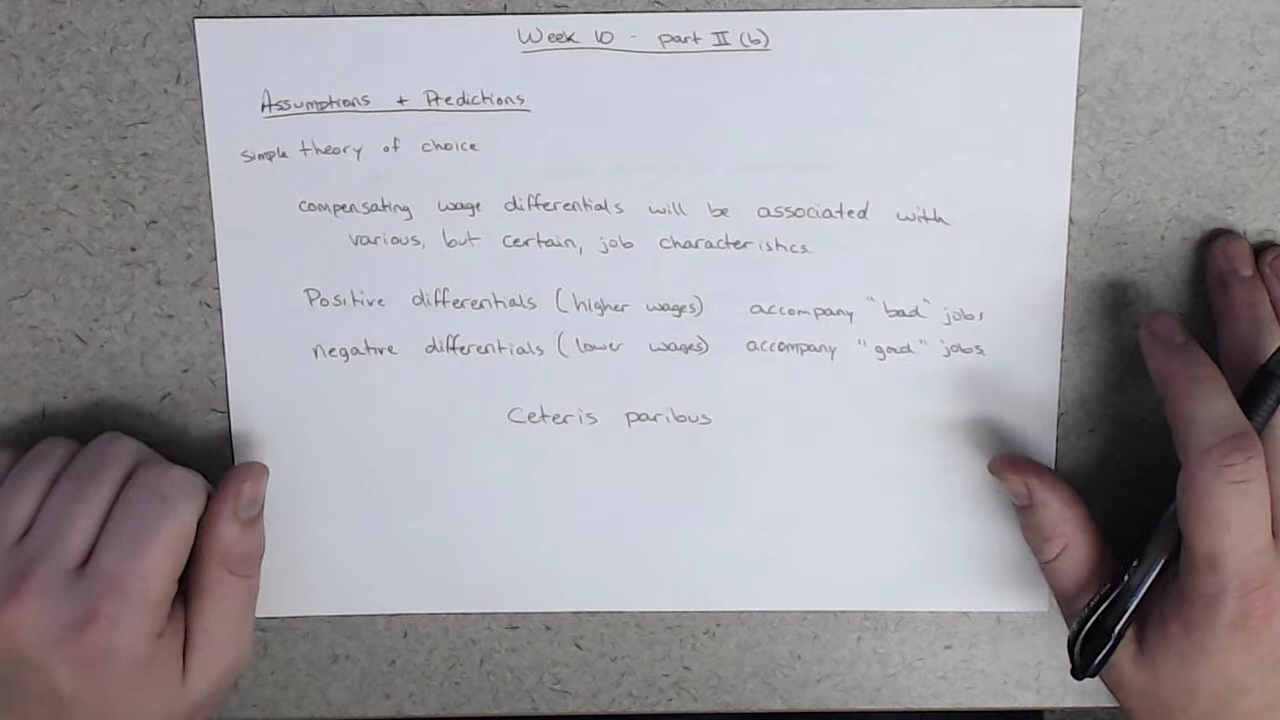 Week 10 - part II (b)
Assumptions + Predictions
simple theory of choice
compensating wage differentials will be associated with
various, but certain, job characteristics.
Positive differentials (higher wages) accompany "bad" jobs
negative differentials (lower wages) accompany "good" jobs.
Ceteris paribus